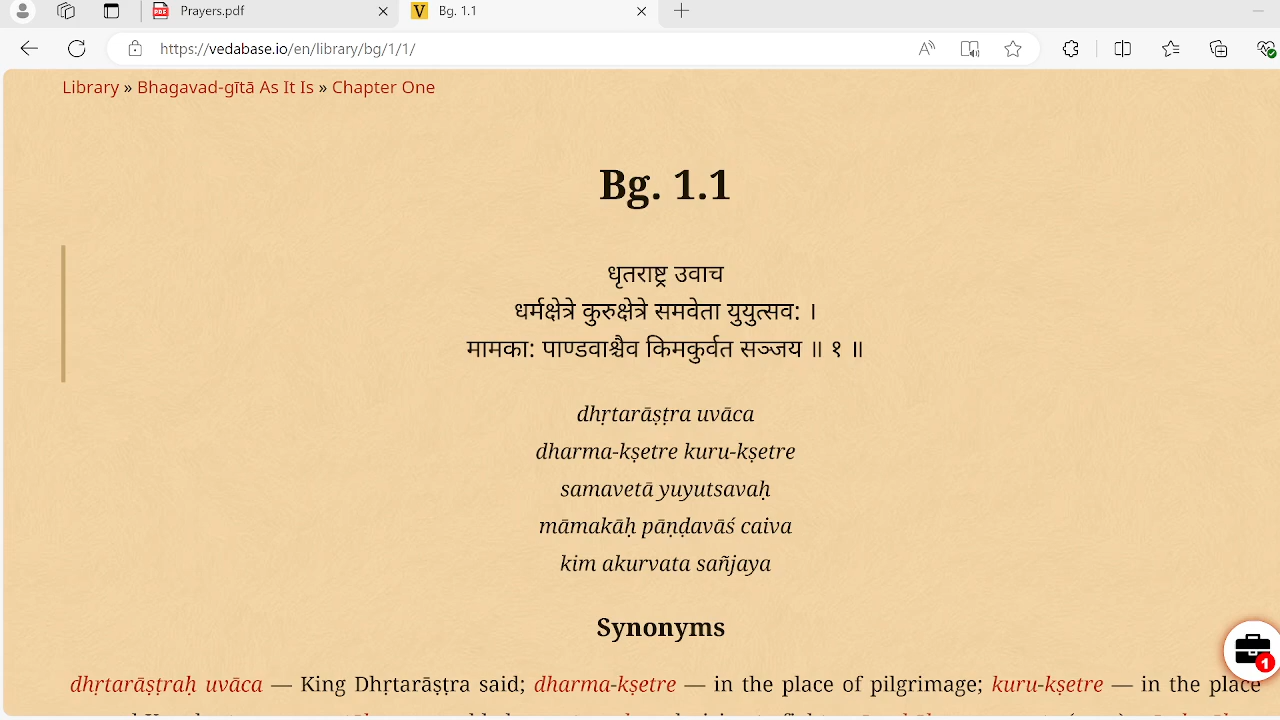 Prayers.pdf
Bg. 1.1
https://vedabase.io/en/library/bg/1/1/
Library » Bhagavad-gītā As It Is » Chapter One
Bg. 1.1
धृतराष्ट्र उवाच
धर्मक्षेत्रे कुरुक्षेत्रे समवेता युयुत्सव: ।
मामका: पाण्डवाश्चैव किमकुर्वत सञ्जय ॥ १ ॥
dhṛtarāṣṭra uvāca
dharma-kṣetre kuru-kṣetre
samavetā yuyutsavaḥ
māmakāḥ pāṇḍavāś caiva
kim akurvata sañjaya
Synonyms
1
dhṛtarāṣṭraḥ uvāca — King Dhṛtarāṣṭra said; dharma-kṣetre — in the place of pilgrimage; kuru-kṣetre — in the place